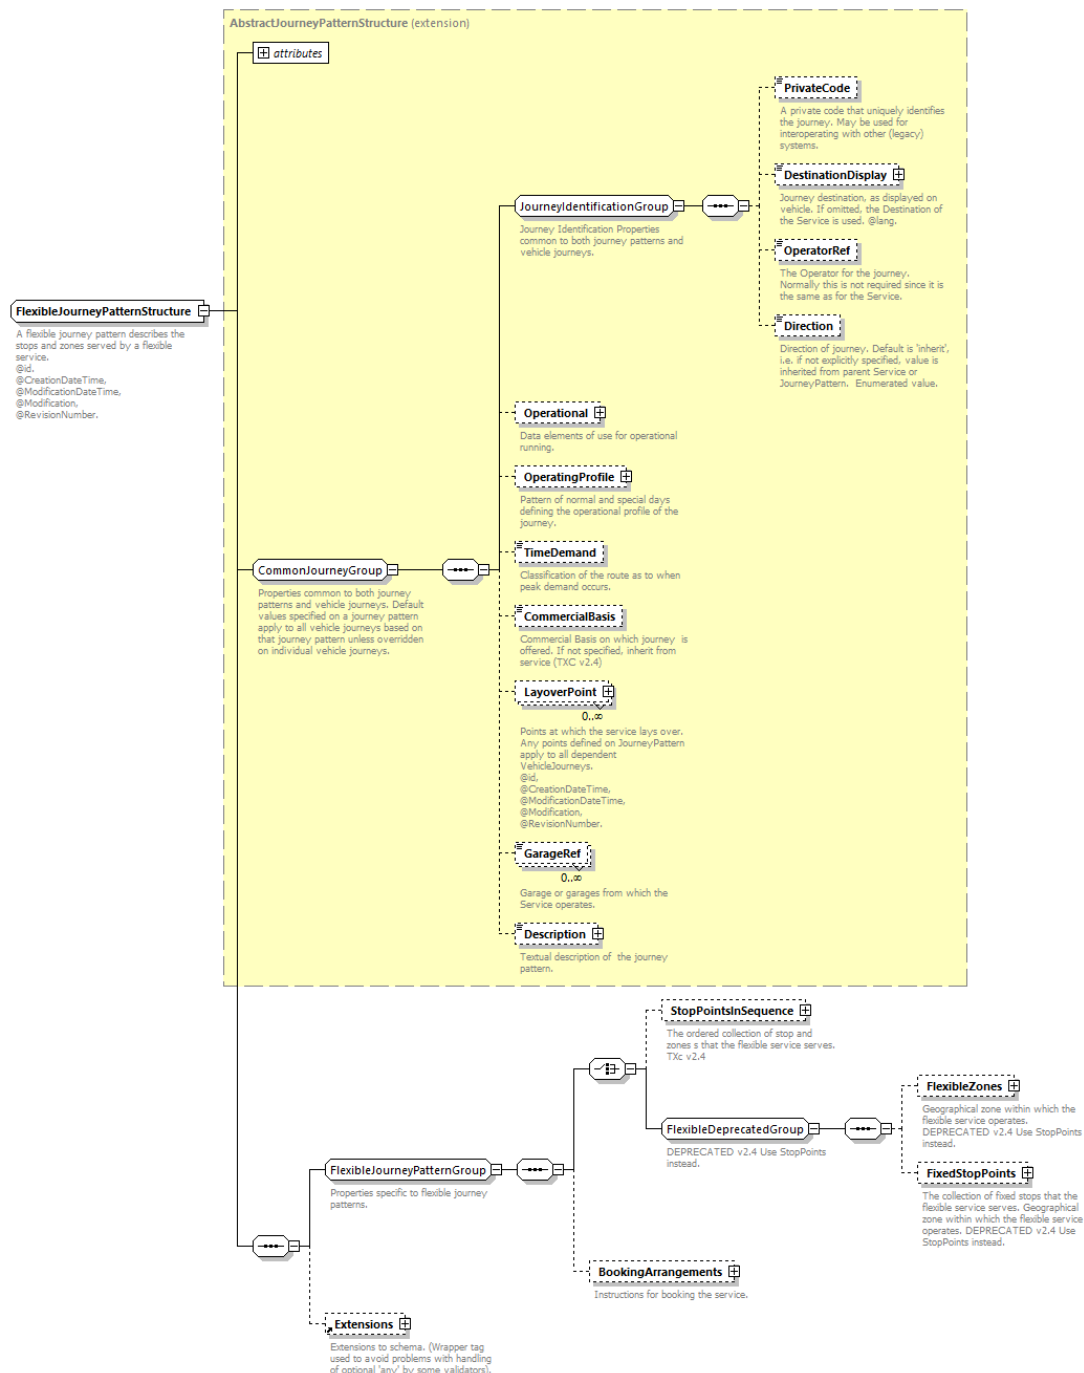 AbstractJourneyPatternStructure (extension)
attributes
PrivateCode
A private code that uniquely identifies
the journey. May be used for
interoperating with other (legacy)
systems.
DestinationDisplay
Journey destination, as displayed on
vehicle. If omitted, the Destination of
the Service is used. @lang.
JourneyIdentificationGroup
Journey Identification Properties
common to both journey patterns and
vehicle journeys.
OperatorRef
The Operator for the journey.
Normally this is not required since it is
the same as for the Service.
Direction
Direction of journey. Default is 'inherit',
i.e. if not explicitly specified, value is
inherited from parent Service or
JourneyPattern. Enumerated value.
FlexibleJourneyPatternStructure
A flexible journey pattern describes the
stops and zones served by a flexible
service.
@id.
@CreationDateTime,
@ModificationDateTime,
@Modification,
@RevisionNumber.
Operational
Data elements of use for operational
running.
OperatingProfile
Pattern of normal and special days
defining the operational profile of the
journey.
TimeDemand
Classification of the route as to when
peak demand occurs.
CommonJourneyGroup
Properties common to both journey
patterns and vehicle journeys. Default
values specified on a journey pattern
apply to all vehicle journeys based on
that journey pattern unless overridden
on individual vehicle journeys.
CommercialBasis
Commercial Basis on which journey is
offered. If not specified, inherit from
service (TXC v2.4)
LayoverPoint
0..∞
Points at which the service lays over.
Any points defined on JourneyPattern
apply to all dependent
VehicleJourneys.
@id,
@CreationDateTime,
@ModificationDateTime,
@Modification,
@RevisionNumber.
GarageRef
0..∞
Garage or garages from which the
Service operates.
Description
Textual description of the journey
pattern.
StopPointsInSequence
The ordered collection of stop and
zones s that the flexible service serves.
TXc v2.4
FlexibleZones
Geographical zone within which the
flexible service operates.
DEPRECATED v2.4 Use StopPoints
instead.
FlexibleDeprecatedGroup
DEPRECATED v2.4 Use StopPoints
instead.
FixedStopPoints
The collection of fixed stops that the
flexible service serves. Geographical
zone within which the flexible service
operates. DEPRECATED v2.4 Use
StopPoints instead.
FlexibleJourneyPatternGroup
Properties specific to flexible journey
patterns.
BookingArrangements
Instructions for booking the service.
Extensions
Extensions to schema. (Wrapper tag
used to avoid problems with handling
of optional 'any' by some validators).